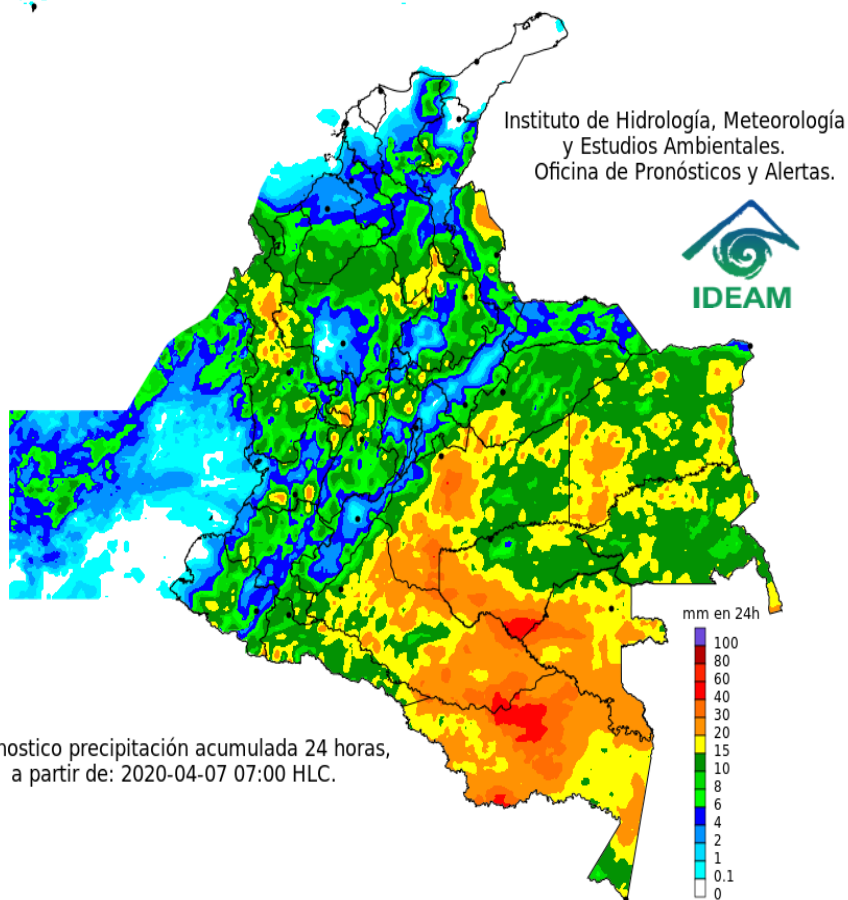 Instituto de Hidrología, Meteorología
y Estudios Ambientales.
Oficina de Pronósticos y Alertas.
IDEAM
mm en 24h
100
80
60
40
30
20
15
10
8
6
4
2
1
0.1
0
nostico precipitación acumulada 24 horas,
a partir de: 2020-04-07 07:00 HLC.